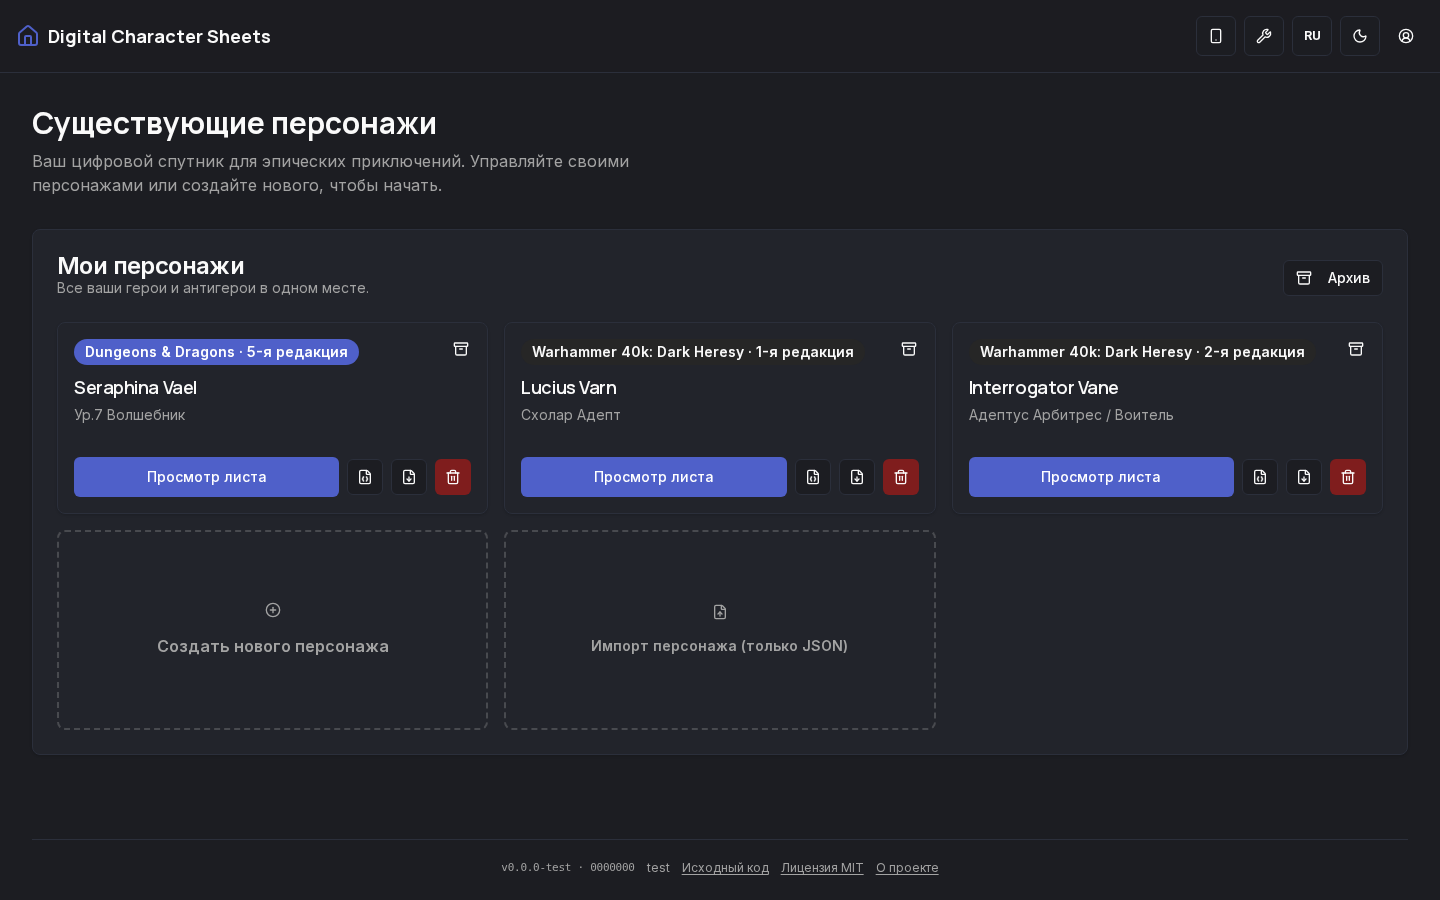 Digital Character Sheets
RU
Существующие персонажи
Ваш цифровой спутник для эпических приключений. Управляйте своими
персонажами или создайте нового, чтобы начать.
Мои персонажи
Все ваши герои и антигерои в одном месте.
Архив
Dungeons & Dragons · 5-я редакция
Seraphina Vael
Ур.7 Волшебник
Просмотр листа
Warhammer 40k: Dark Heresy · 1-я редакция
Lucius Varn
Схолар Адепт
Просмотр листа
Warhammer 40k: Dark Heresy · 2-я редакция
Interrogator Vane
Адептус Арбитрес / Воитель
Просмотр листа
Создать нового персонажа
Импорт персонажа (только JSON)
v0.0.0-test · 0000000 test Исходный код Лицензия MIT О проекте